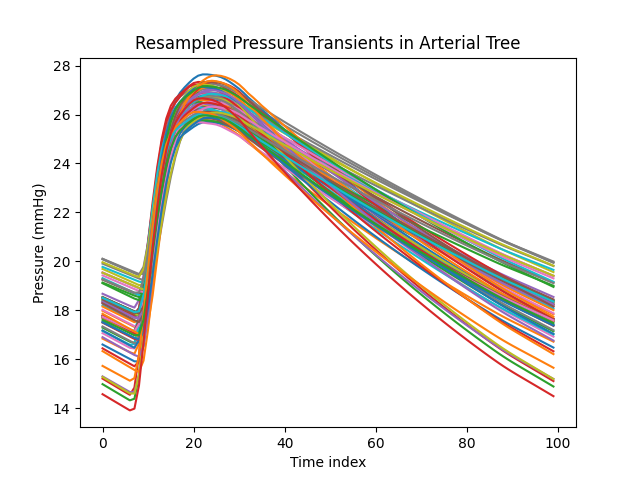 Resampled Pressure Transients in Arterial Tree
28
26
24
22
20
18
16
14
Pressure (mmHg)
0 20 40 60 80 100
Time index